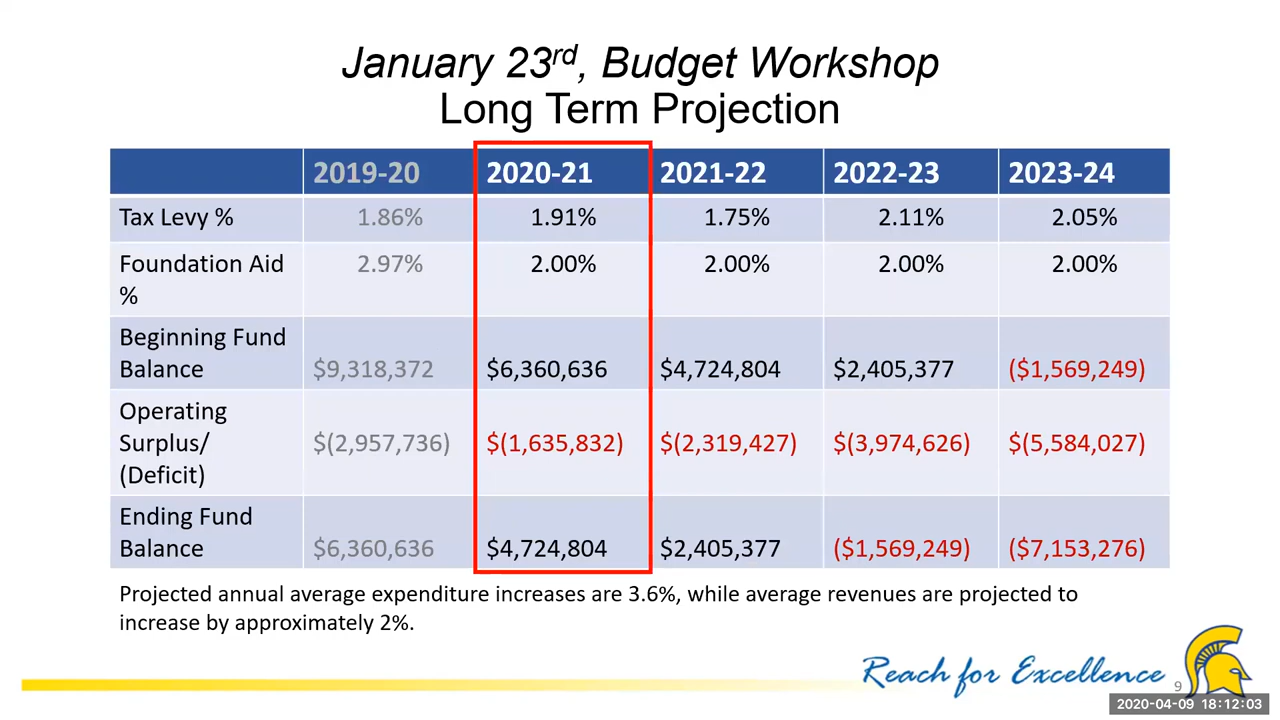 January 23rd, Budget Workshop
Long Term Projection
2019-20 2020-21 2021-22 2022-23 2023-24
Tax Levy % 1.86% 1.91% 1.75% 2.11% 2.05%
Foundation Aid 2.97% 2.00% 2.00% 2.00% 2.00%
%
Beginning Fund
Balance $9,318,372 $6,360,636 $4,724,804 $2,405,377 ($1,569,249)
Operating
Surplus/ $(2,957,736) $(1,635,832) $(2,319,427) $(3,974,626) $(5,584,027)
(Deficit)
Ending Fund
Balance $6,360,636 $4,724,804 $2,405,377 ($1,569,249) ($7,153,276)
Projected annual average expenditure increases are 3.6%, while average revenues are projected to
increase by approximately 2%.
Reach for Excellence
9
2020-04-09 18:12:03